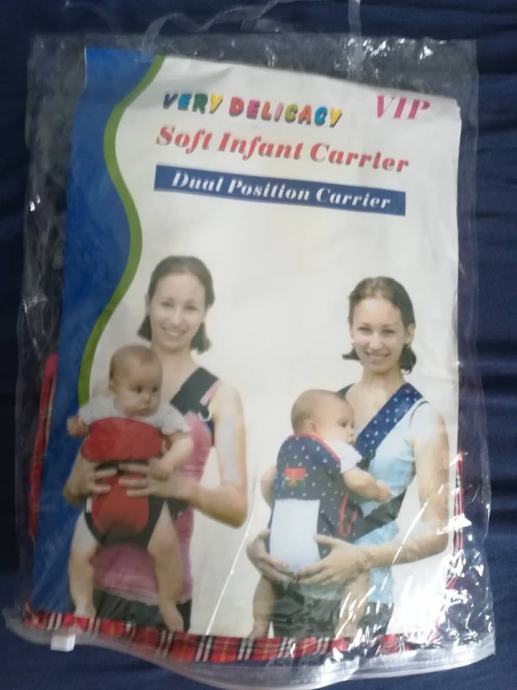 VERY DELICACY VIP
Soft Infant Carrier
Dual Position Carrier